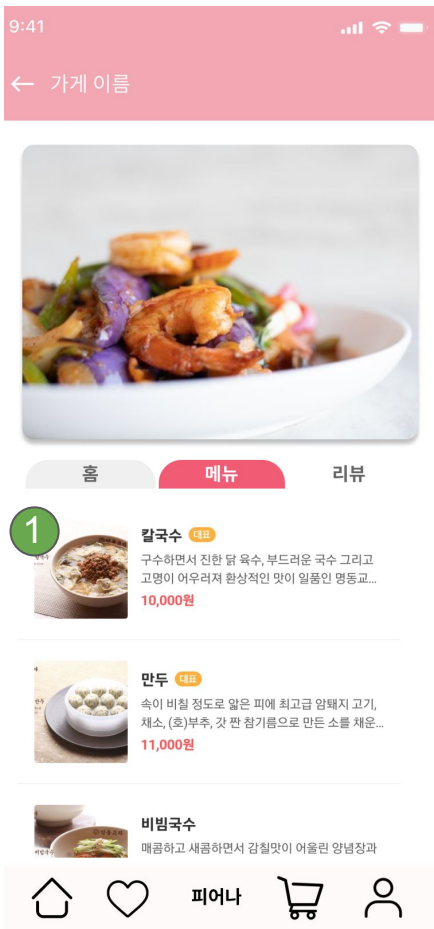 9:41
가게 이름
홈
메뉴
리뷰
1
칼국수 대표
구수하면서 진한 닭 육수, 부드러운 국수 그리고
고명이 어우러져 환상적인 맛이 일품인 명동교...
10,000원
만두 대표
속이 비칠 정도로 얇은 피에 최고급 암퇘지 고기,
채소, (호)부추, 갓 짠 참기름으로 만든 소를 채운...
11,000원
비빔국수
매콤하고 새콤하면서 감칠맛이 어울린 양념장과
피어나